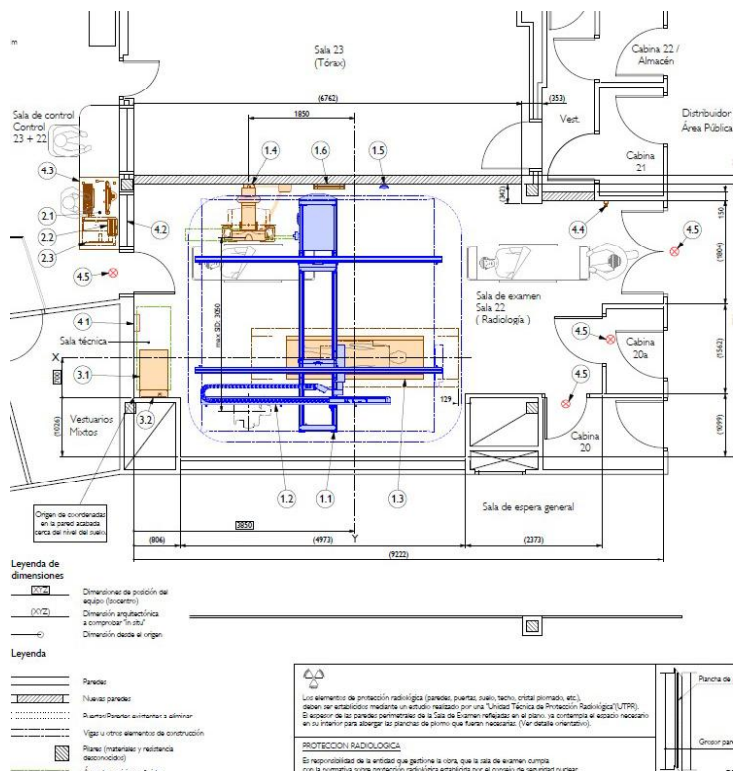 m
Sala 23
(Tórax)
Cabina 22 /
Almacén
(6762)
(353)
1850
Vest.
Distribuidor
Área Pública
Sala de control
Control
23 + 22
1.4
1.6
1.5
Cabina
21
4.3
2.1
2.2
2.3
4.2
(342)
4.4
150
4.5
4.5
(1804)
max SID: 3050
Sala de examen
Sala 22
( Radiología )
4.1
Sala técnica
4.5
Cabina
20a
(1562)
X
3.1
700
4.5
129
Vestuarios
Mixtos
3.2
(1026)
Cabina
20
(1099)
1.2
1.1
1.3
Sala de espera general
Origen de coordenadas
en la pared acabada
cerca del nivel del suelo.
3850
Y
(806)
(4973)
(2373)
(9222)
Leyenda de
dimensiones
[XYZ]
Dimensiones de posición del
equipo (Isocentro)
(XYZ)
Dimensión arquitectónica
a comprobar "in situ"
Dimensión desde el origen
Leyenda
Paredes
Nuevas paredes
Puertas/Paredes existentes a eliminar
Vigas u otros elementos de construcción
Pilares (materiales y resistencia
desconocidos)
Los elementos de protección radiológica (paredes, puertas, suelo, techo, cristal plomado, etc.),
deben ser establecidos mediante un estudio realizado por una "Unidad Técnica de Protección Radiológica"(UTPR).
El espesor de las paredes perimetrales de la Sala de Examen reflejadas en el plano, ya contempla el espacio necesario
en su interior para albergar las planchas de plomo que fueran necesarias. (Ver detalle orientativo).
PROTECCION RADIOLOGICA
Es responsabilidad de la entidad que gestione la obra, que la sala de examen cumpla
con la normativa sobre protección radiológica establecida por el consejo de seguridad nuclear
Plancha de
Grosor pare